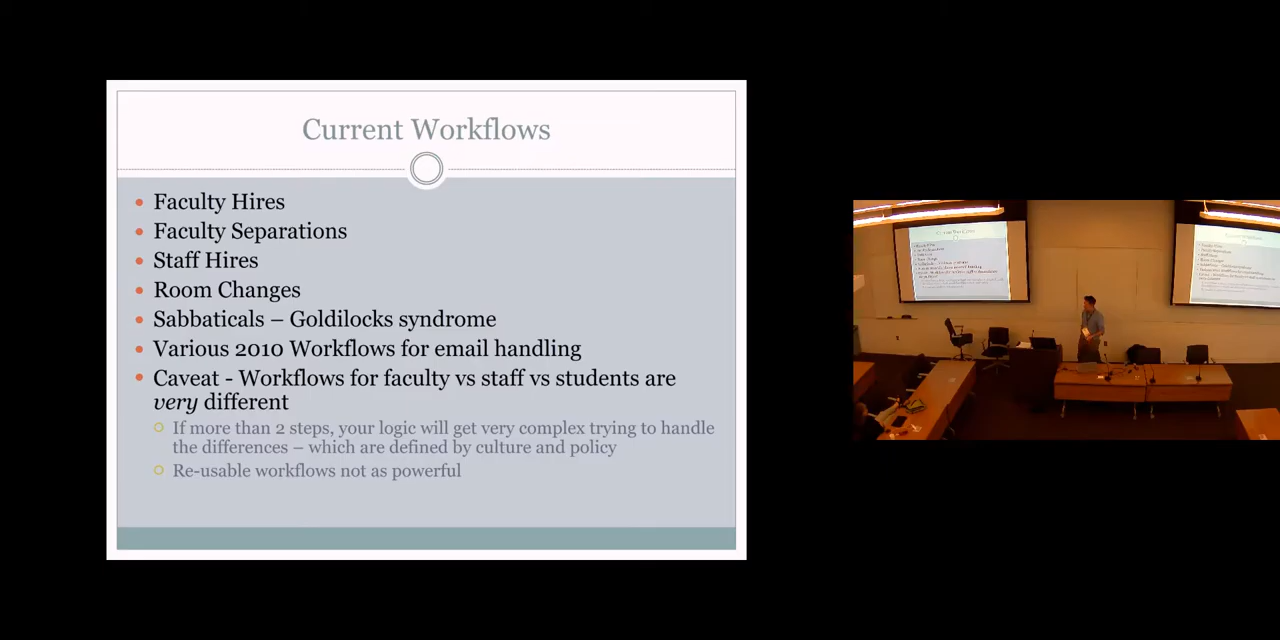 Current Workflows
Faculty Hires
Faculty Separations
Staff Hires
Room Changes
Sabbaticals – Goldilocks syndrome
Various 2010 Workflows for email handling
Caveat - Workflows for faculty vs staff vs students are
very different
If more than 2 steps, your logic will get very complex trying to handle
the differences – which are defined by culture and policy
Re-usable workflows not as powerful